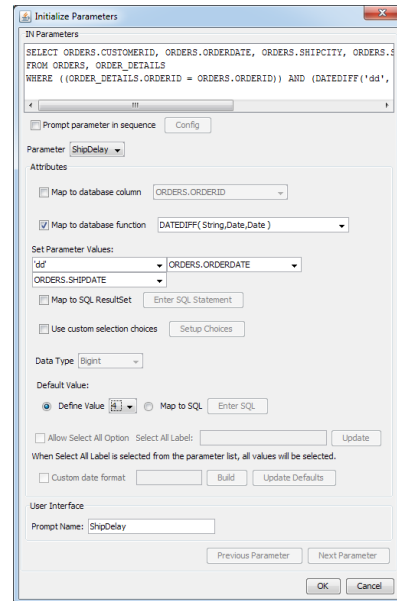 Initialize Parameters
IN Parameters
SELECT ORDERS.CUSTOMERID, ORDERS.ORDERDATE, ORDERS.SHIPCITY, ORDERS.S
FROM ORDERS, ORDER_DETAILS
WHERE ((ORDER_DETAILS.ORDERID = ORDERS.ORDERID)) AND (DATEDIFF('dd',
Prompt parameter in sequence Config
Parameter ShipDelay
Attributes
Map to database column ORDERS.ORDERID
Map to database function DATEDIFF( String,Date,Date )
Set Parameter Values:
'dd' ORDERS.ORDERDATE
ORDERS.SHIPDATE
Map to SQL ResultSet Enter SQL Statement
Use custom selection choices Setup Choices
Data Type Bigint
Default Value:
Define Value 4 Map to SQL Enter SQL
Allow Select All Option Select All Label: Update
When Select All Label is selected from the parameter list, all values will be selected.
Custom date format Build Update Defaults
User Interface
Prompt Name: ShipDelay
Previous Parameter Next Parameter
OK Cancel